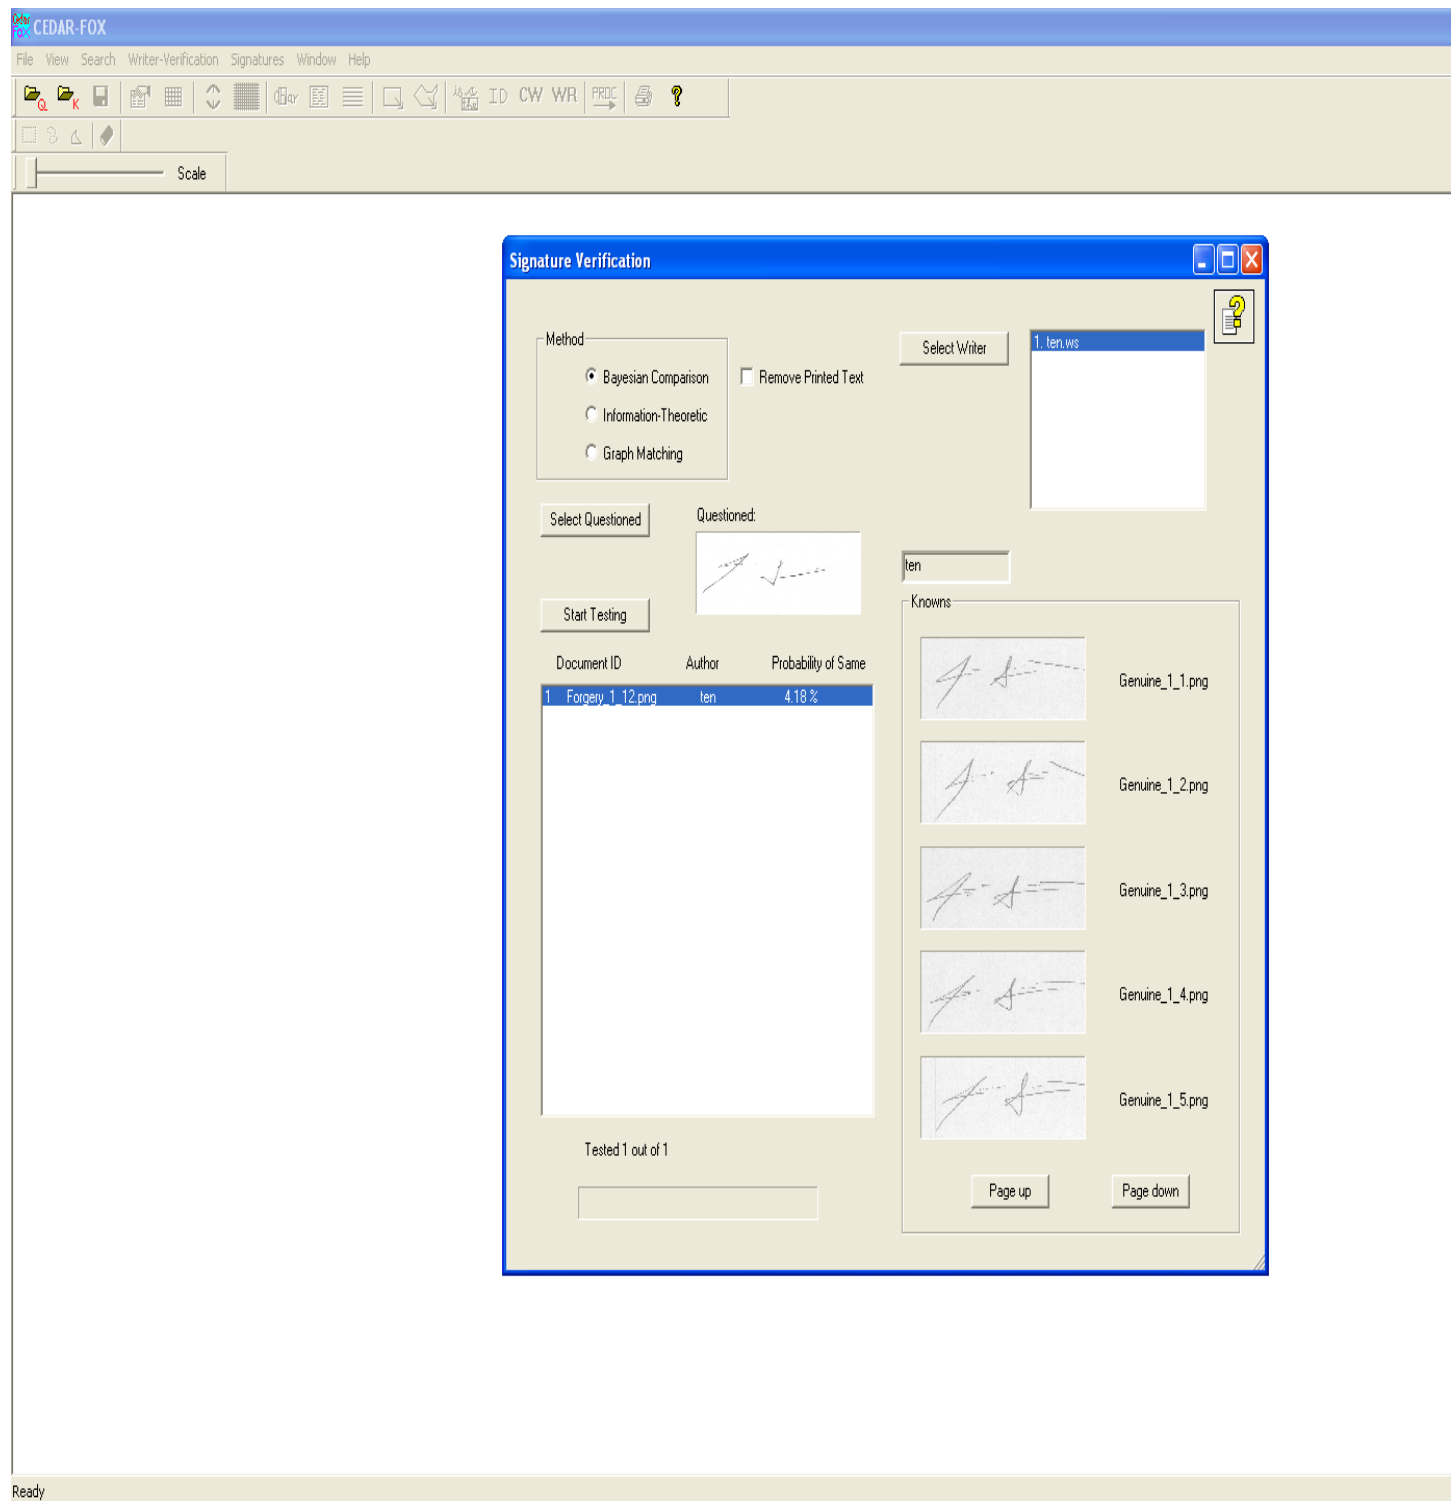 CEDAR-FOX
File View Search Writer-Verification Signatures Window Help
ID CW WR PROC
Scale
Signature Verification
Method
Bayesian Comparison
Information-Theoretic
Graph Matching
Remove Printed Text
Select Writer
1. ten.ws
Select Questioned
Questioned:
Start Testing
ten
Document ID Author Probability of Same
1 Forgery_1_12.png ten 4.18 %
Tested 1 out of 1
Knowns
Genuine_1_1.png
Genuine_1_2.png
Genuine_1_3.png
Genuine_1_4.png
Genuine_1_5.png
Page up Page down
Ready